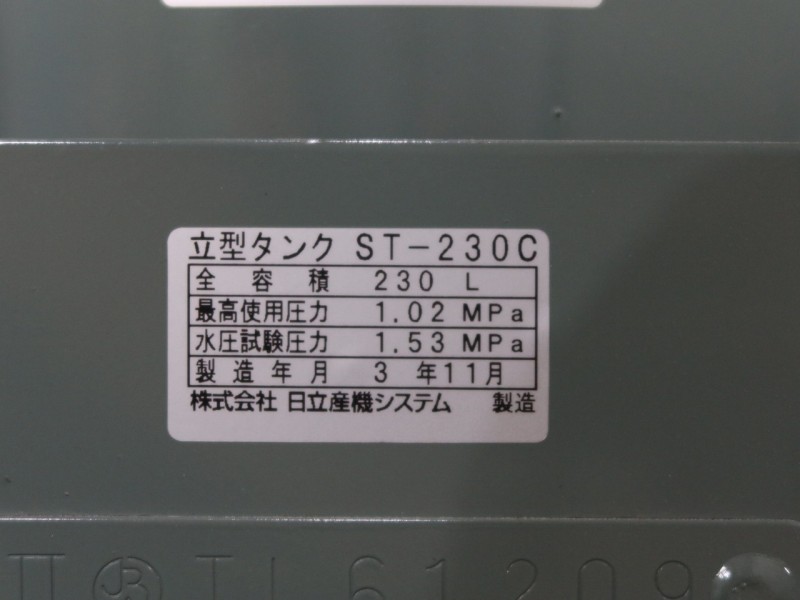 立型タンク ST-230C
全容積 230 L
最高使用圧力 1.02 MPa
水圧試験圧力 1.53 MPa
製造年月 3 年11月
株式会社 日立産機システム 製造
TL61209